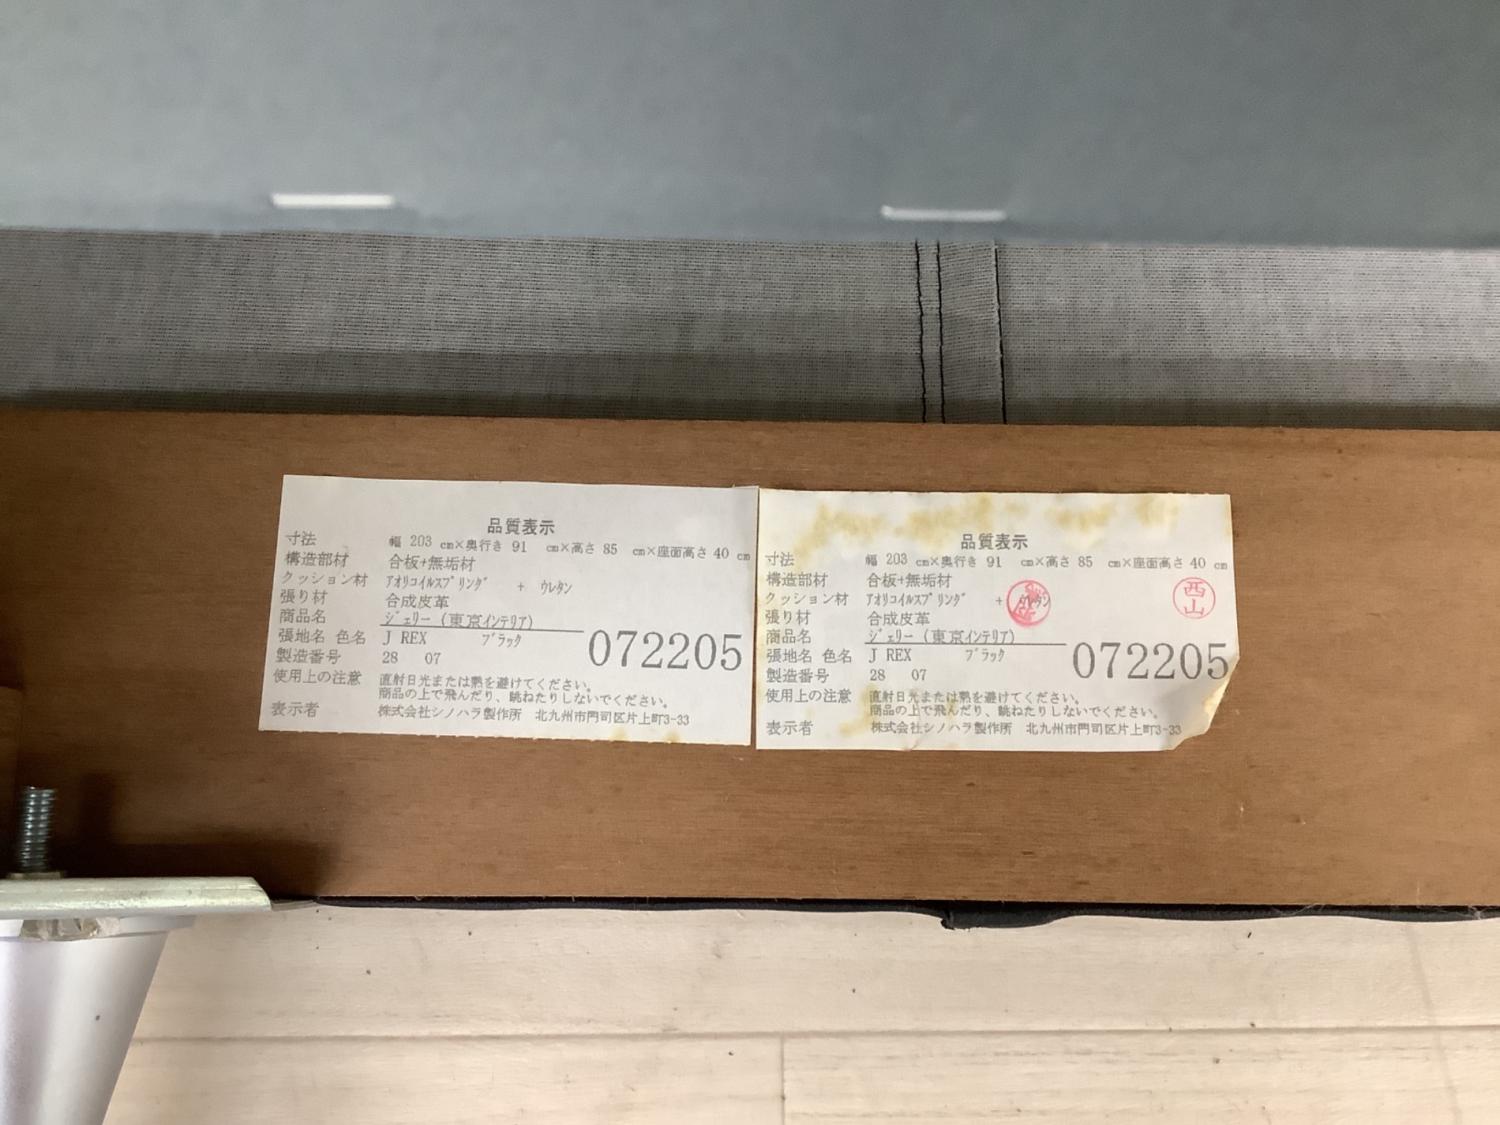 品質表示
寸法 幅 203 cm×奥行き 91 cm×高さ 85 cm×座面高さ 40 cm
構造部材 合板+無垢材
クッション材 ｱｵﾘｺｲﾙｽﾌﾟﾘﾝｸﾞ + ｳﾚﾀﾝ
張り材 合成皮革
商品名 ｼﾞｪﾘｰ(東京ｲﾝﾃﾘｱ)
張地名 色名 J REX ﾌﾞﾗｯｸ
製造番号 28 07 072205
使用上の注意 直射日光または熱を避けてください。
商品の上で飛んだり、眺ねたりしないでください。
表示者 株式会社シノハラ製作所 北九州市門司区片上町3-33
品質表示
寸法 幅 203 cm×奥行き 91 cm×高さ 85 cm×座面高さ 40 cm
構造部材 合板+無垢材
クッション材 ｱｵﾘｺｲﾙｽﾌﾟﾘﾝｸﾞ + ｳﾚﾀﾝ
西山
張り材 合成皮革
商品名 ｼﾞｪﾘｰ(東京ｲﾝﾃﾘｱ)
張地名 色名 J REX ﾌﾞﾗｯｸ
製造番号 28 07 072205
使用上の注意 直射日光または熱を避けてください。
商品の上で飛んだり、眺ねたりしないでください。
表示者 株式会社シノハラ製作所 北九州市門司区片上町3-33